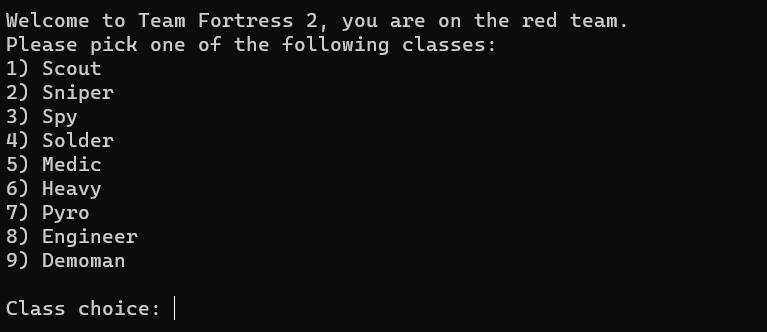 Welcome to Team Fortress 2, you are on the red team.
Please pick one of the following classes:
1) Scout
2) Sniper
3) Spy
4) Solder
5) Medic
6) Heavy
7) Pyro
8) Engineer
9) Demoman
Class choice: